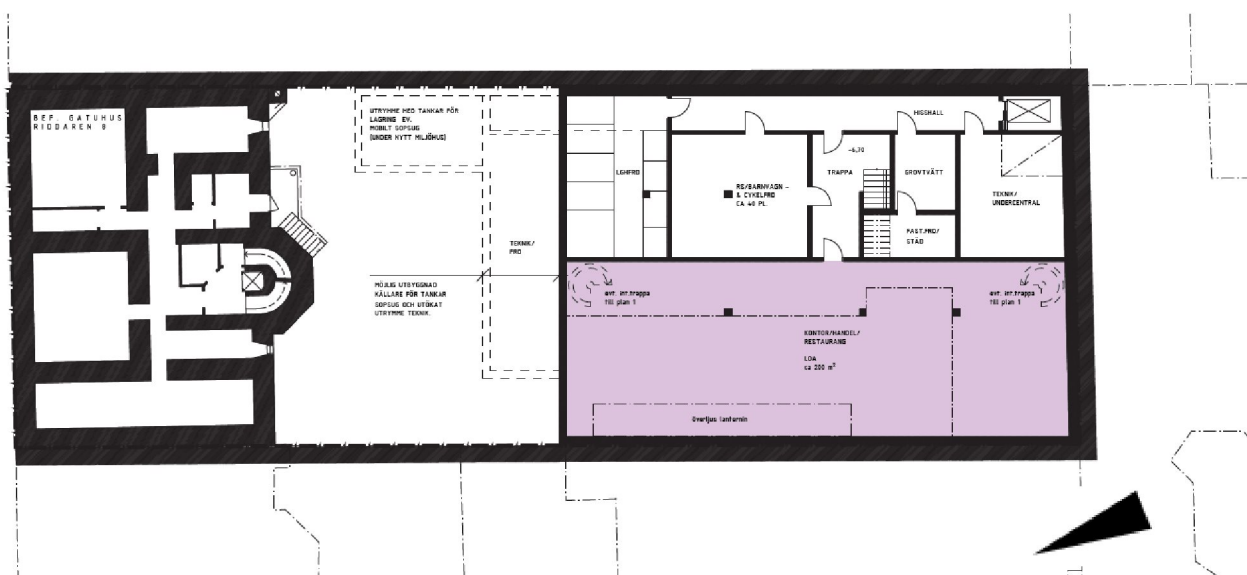 BEF. GATUHUS
RIDDAREN 8
UTRYMME MED TANKAR FÖR
LAGRING EV.
MOBILT SOPSUG
(UNDER NYTT MILJÖHUS)
TEKNIK/
FRD
MÖJLIG UTBYGGNAD
KÄLLARE FÖR TANKAR
SOPSUG OCH UTÖKAT
UTRYMME TEKNIK.
LGHFRD
RS/BARNVAGN -
& CYKELFRD
CA 40 PL.
-6,70
TRAPPA
HISSHALL
GROVTVÄTT
FAST.FRD/
STÄD
TEKNIK/
UNDERCENTRAL
evt. int.trappa
till plan 1
evt. int.trappa
till plan 1
KONTOR/HANDEL/
RESTAURANG
LOA
ca 200 m²
Överljus lanternin